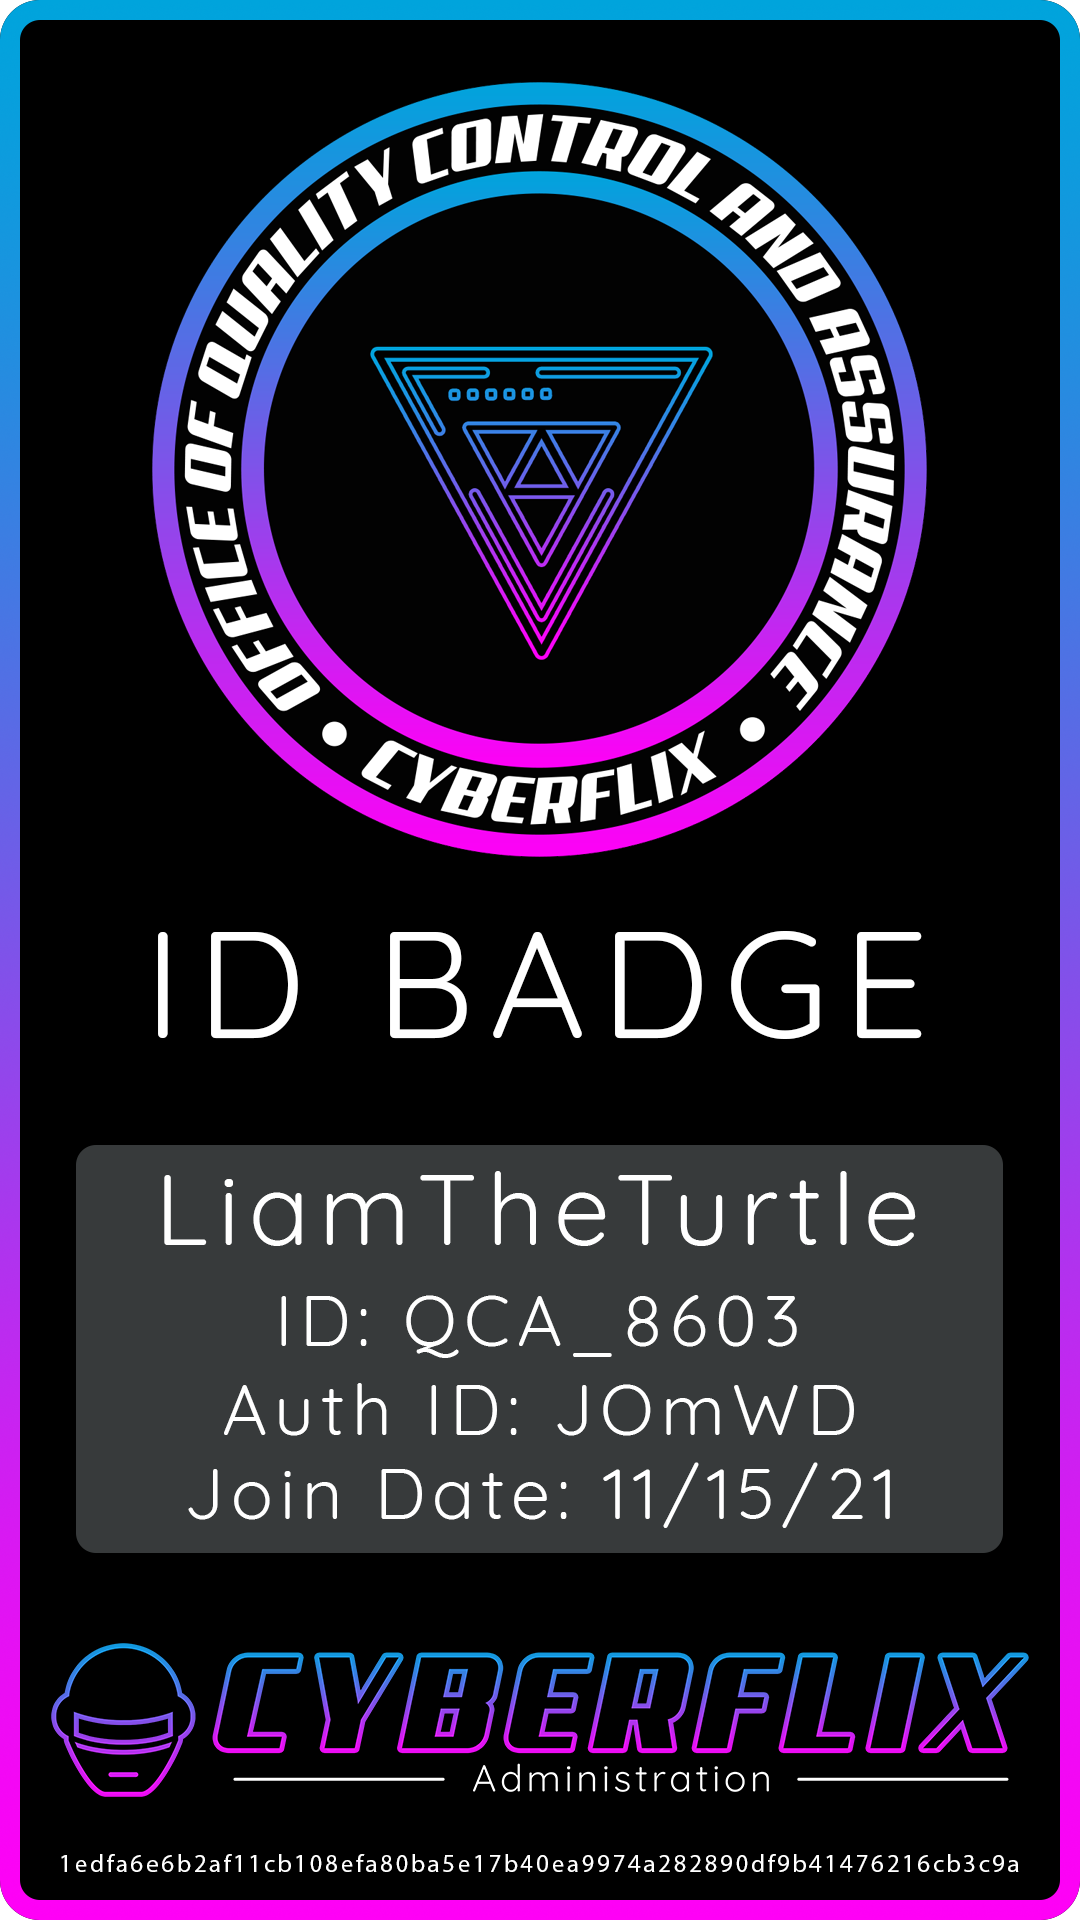 OFFICE OF QUALITY CONTROL AND ASSURANCE
• CYBERFLIX •
ID BADGE
LiamTheTurtle
ID: QCA_8603
Auth ID: JOmWD
Join Date: 11/15/21
CYBERFLIX
Administration
1edfa6e6b2af11cb108efa80ba5e17b40ea9974a282890df9b41476216cb3c9a